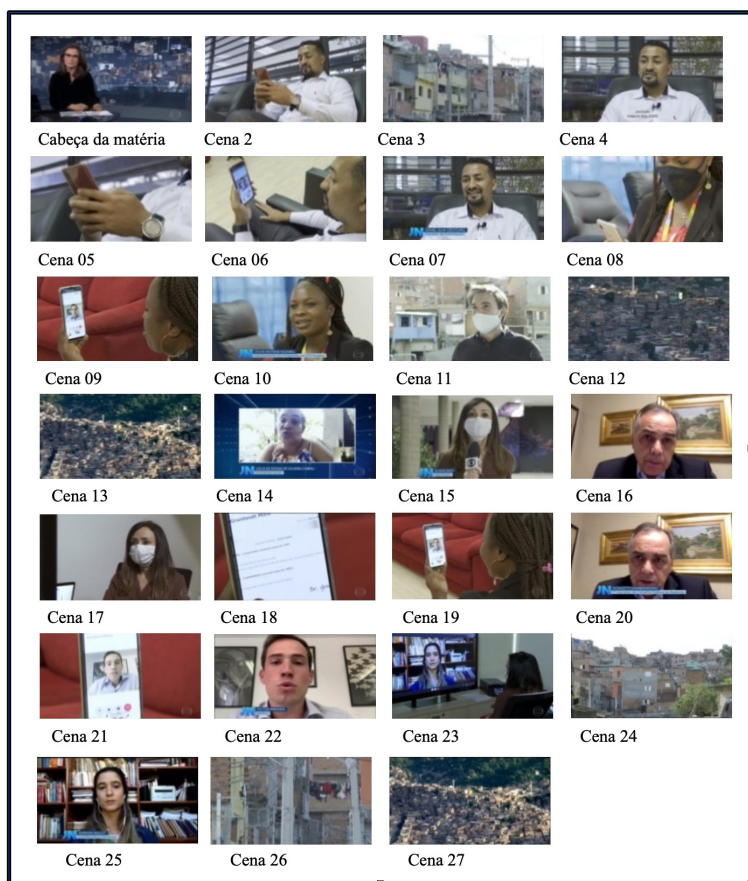 Cabeça da matéria
Cena 2
Cena 3
Cena 4
Cena 05
Cena 06
Cena 07
Cena 08
Cena 09
Cena 10
Cena 11
Cena 12
Cena 13
Cena 14
Cena 15
Cena 16
Cena 17
Cena 18
Cena 19
Cena 20
Cena 21
Cena 22
Cena 23
Cena 24
Cena 25
Cena 26
Cena 27